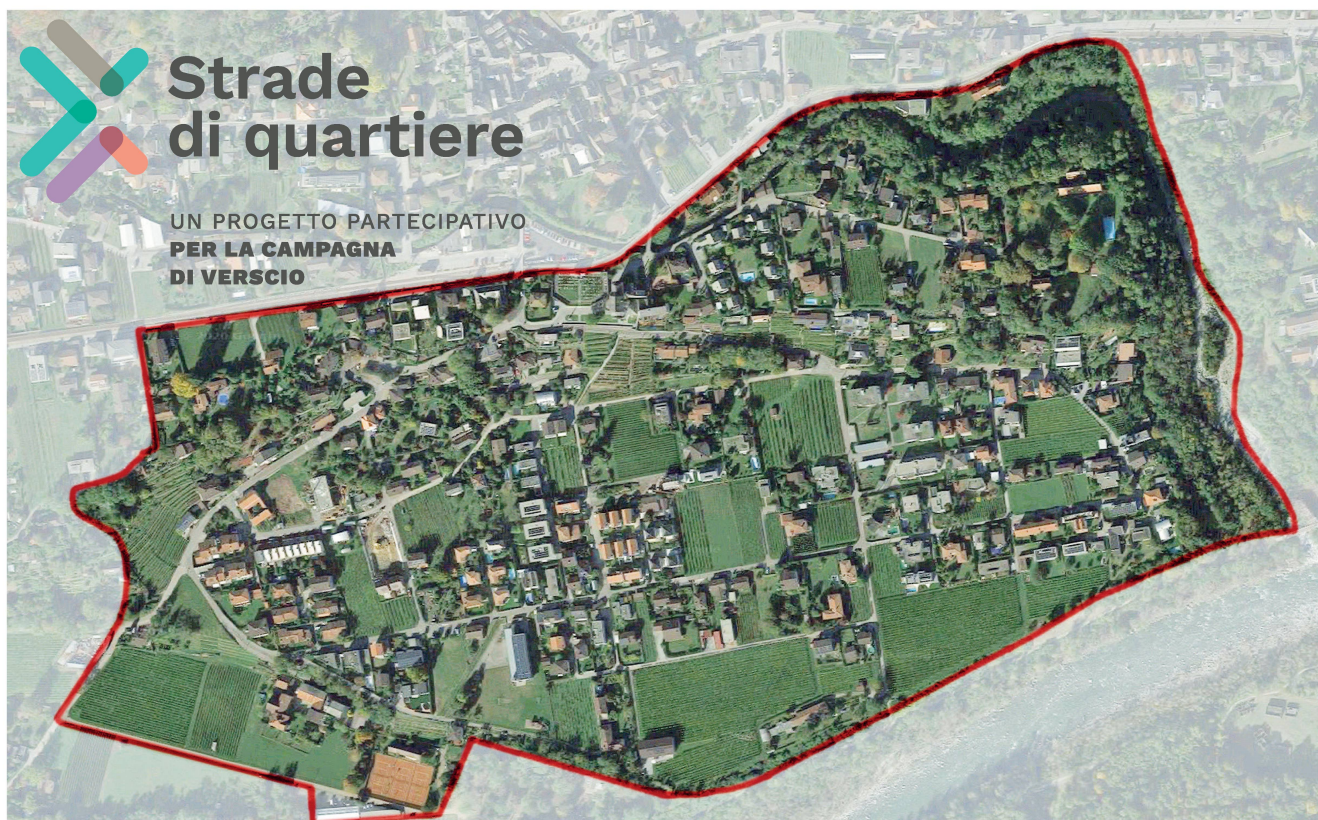 Strade
di quartiere
UN PROGETTO PARTECIPATIVO
PER LA CAMPAGNA
DI VERSCIO